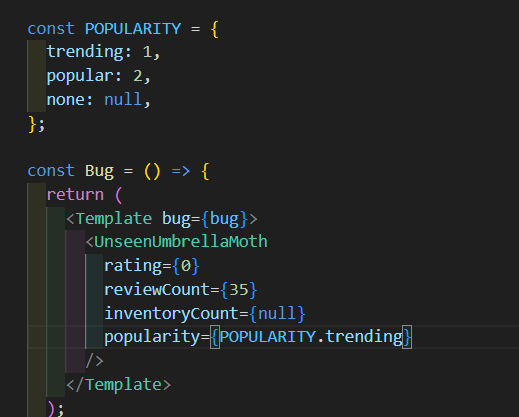 const POPULARITY = {
  trending: 1,
  popular: 2,
  none: null,
};

const Bug = () => {
  return (
    <Template bug={bug}>
      <UnseenUmbrellaMoth
        rating={0}
        reviewCount={35}
        inventoryCount={null}
        popularity={POPULARITY.trending}
      />
    </Template>
  );